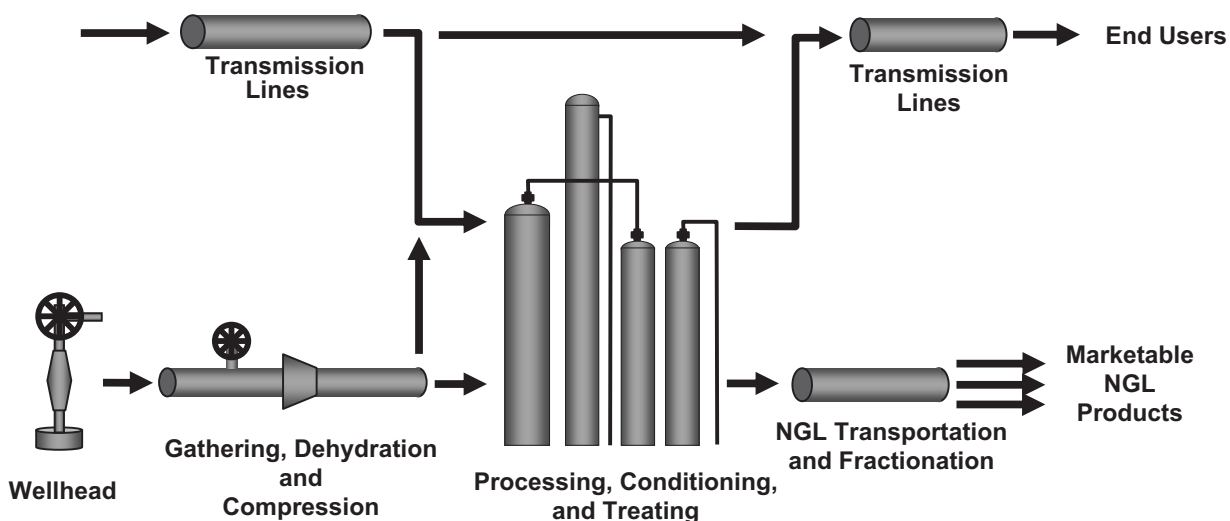 Transmission
Lines
Transmission
Lines
End Users
Wellhead
Gathering, Dehydration
and
Compression
Processing, Conditioning,
and Treating
NGL Transportation
and Fractionation
Marketable
NGL
Products